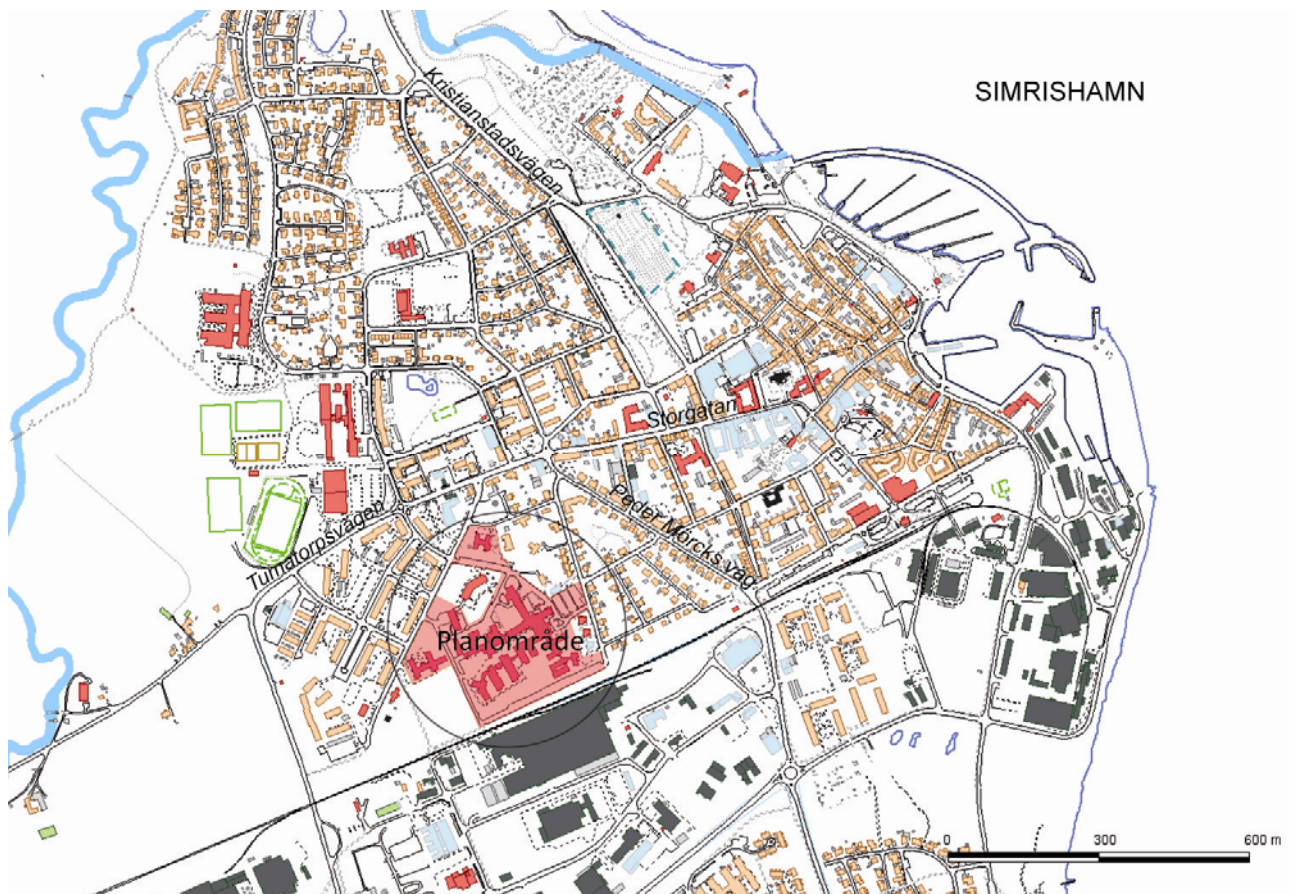 SIMRISHAMN
Kristianstadsvägen
Storgatan
Peder Mörcks väg
Tumatorpsvägen
Planområde
0 300 600 m